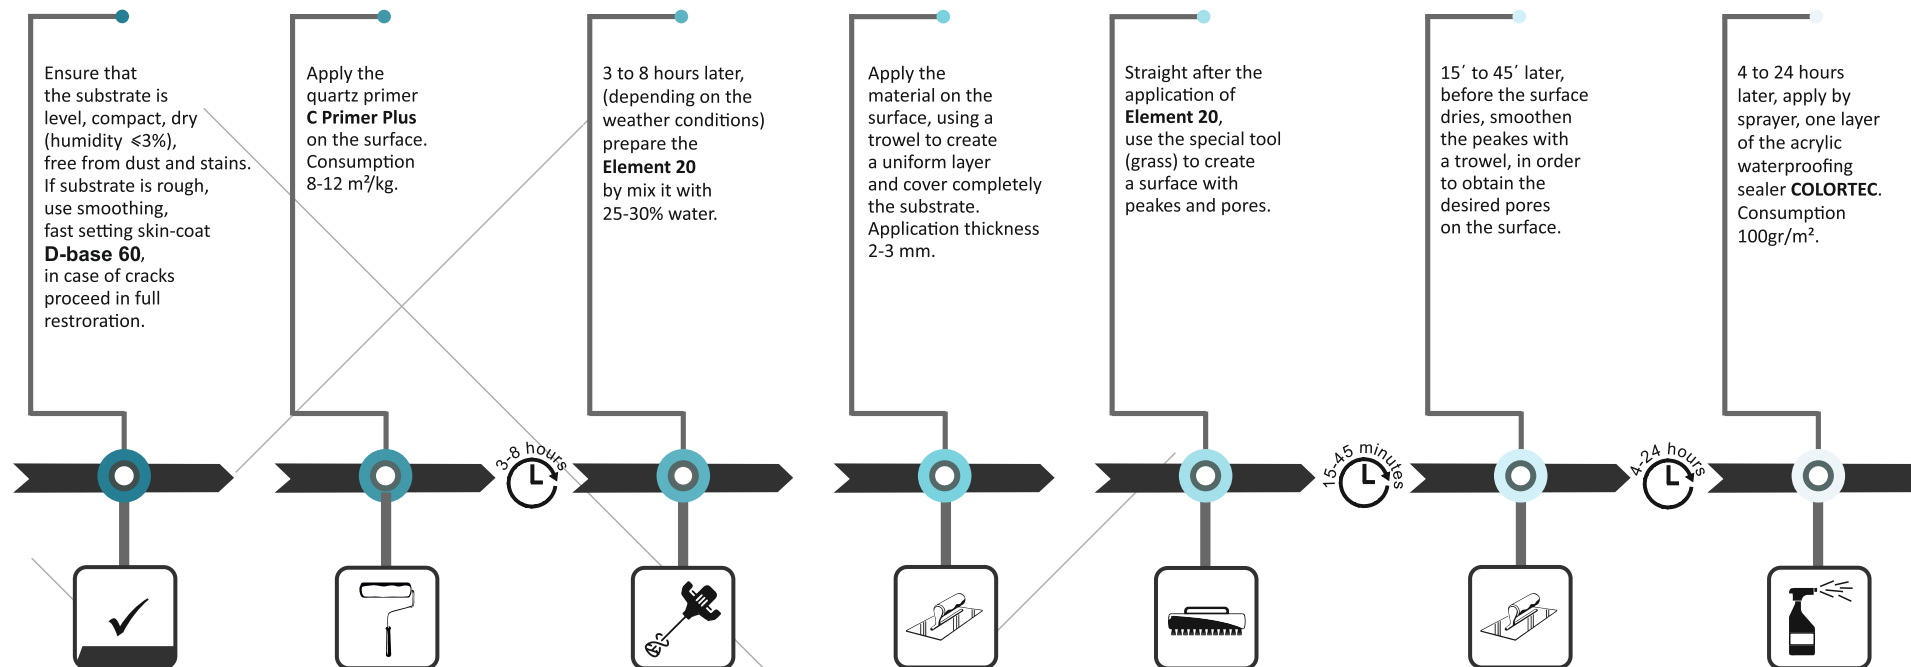 Ensure that
the substrate is
level, compact, dry
(humidity ⩽3%),
free from dust and stains.
If substrate is rough,
use smoothing,
fast setting skin-coat
D-base 60,
in case of cracks
proceed in full
restroration.
Apply the
quartz primer
C Primer Plus
on the surface.
Consumption
8-12 m²/kg.
3-8 hours
3 to 8 hours later,
(depending on the
weather conditions)
prepare the
Element 20
by mix it with
25-30% water.
Apply the
material on the
surface, using a
trowel to create
a uniform layer
and cover completely
the substrate.
Application thickness
2-3 mm.
Straight after the
application of
Element 20,
use the special tool
(grass) to create
a surface with
peakes and pores.
15-45 minutes
15΄ to 45΄ later,
before the surface
dries, smoothen
the peakes with
a trowel, in order
to obtain the
desired pores
on the surface.
4-24 hours
4 to 24 hours
later, apply by
sprayer, one layer
of the acrylic
waterproofing
sealer COLORTEC.
Consumption
100gr/m².